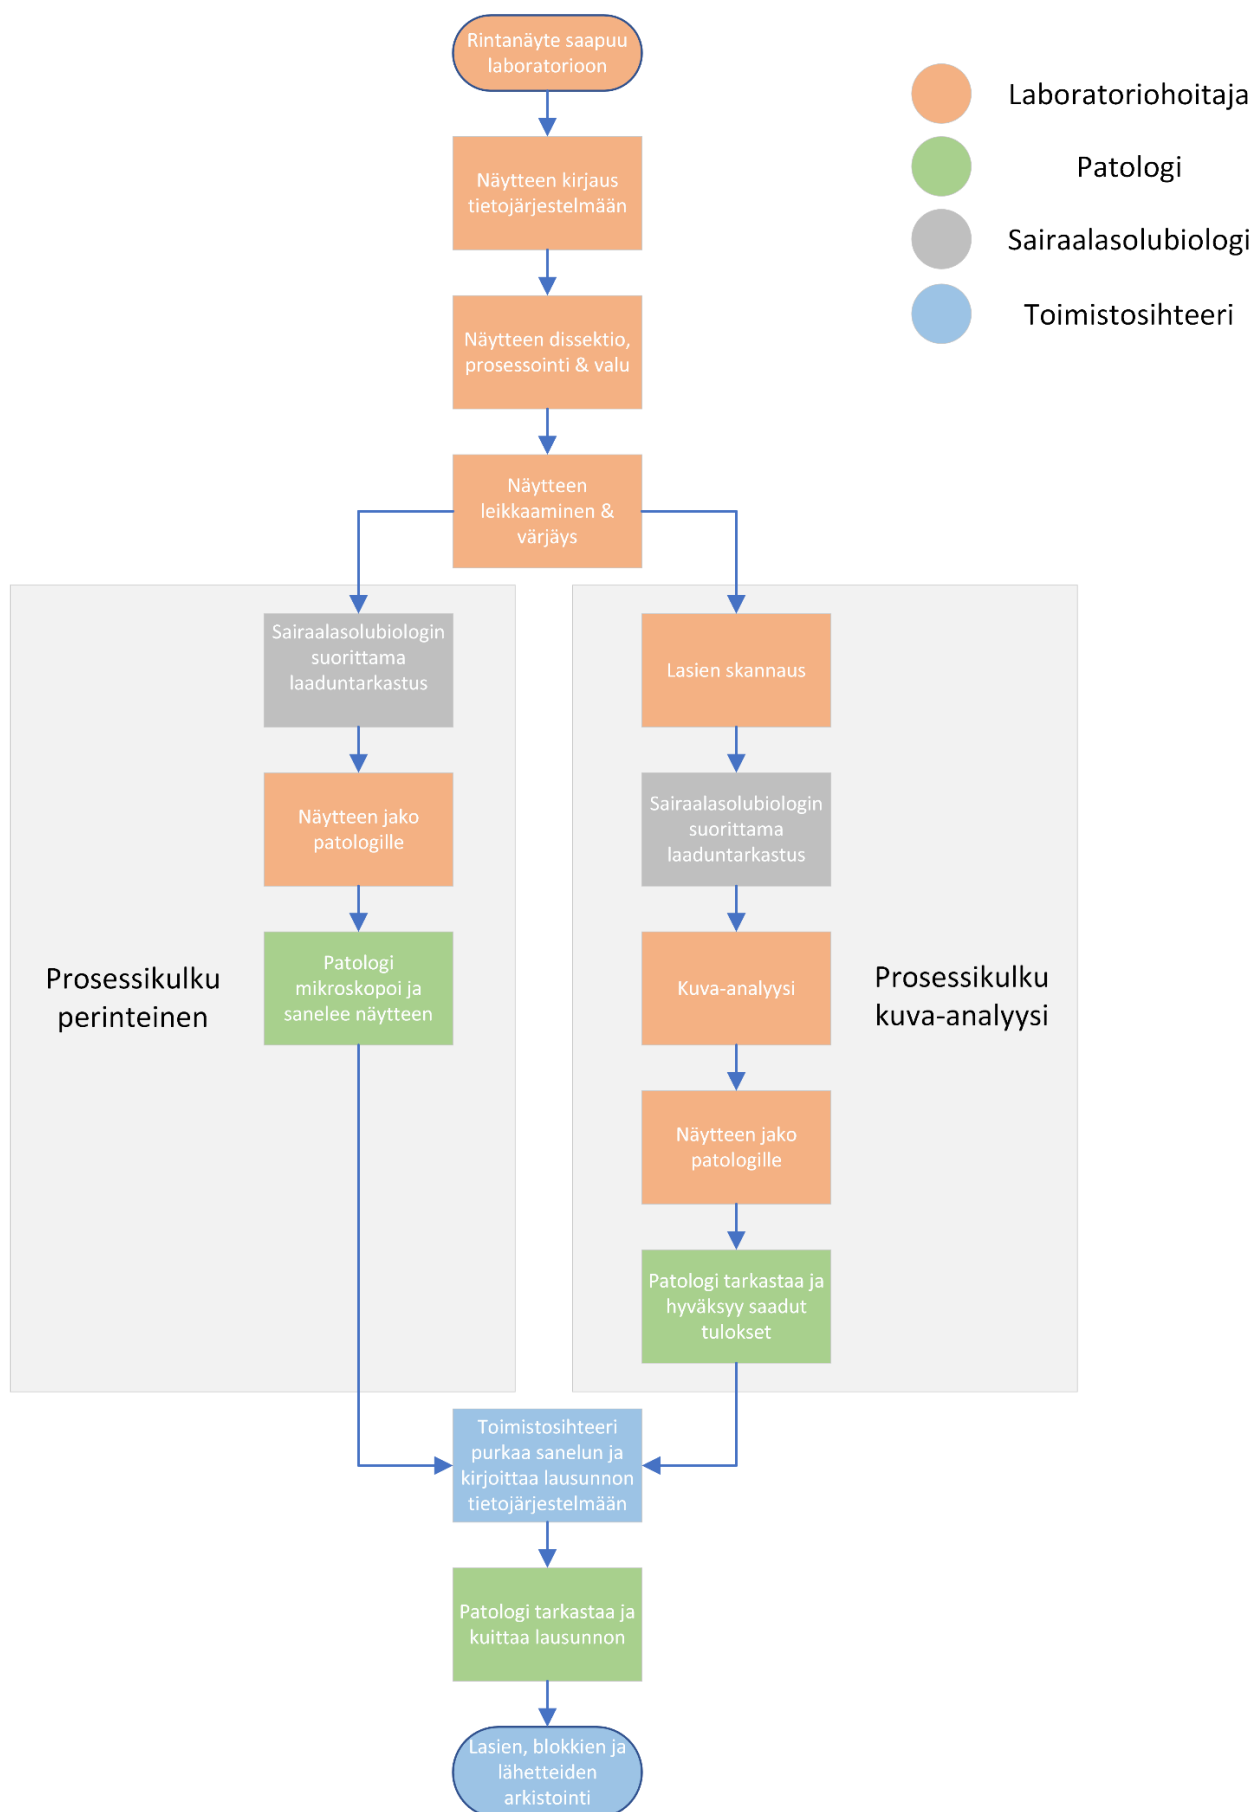 Rintanäyte saapuu
laboratorioon
Laboratoriohoitaja
Patologi
Sairaalasolubiologi
Toimistosihteeri
Näytteen kirjaus
tietojärjestelmään
Näytteen dissektio,
prosessointi & valu
Näytteen
leikkaaminen &
värjäys
Prosessikulku
perinteinen
Sairaalasolubiologin
suorittama
laaduntarkastus
Näytteen jako
patologille
Patologi
mikroskopoi ja
sanelee näytteen
Lasien skannaus
Sairaalasolubiologin
suorittama
laaduntarkastus
Kuva-analyysi
Näytteen jako
patologille
Patologi tarkastaa ja
hyväksyy saadut
tulokset
Prosessikulku
kuva-analyysi
Toimistosihteeri
purkaa sanelun ja
kirjoittaa lausunnon
tietojärjestelmään
Patologi tarkastaa ja
kuittaa lausunnon
Lasien, blokkien ja
lähetteiden
arkistointi